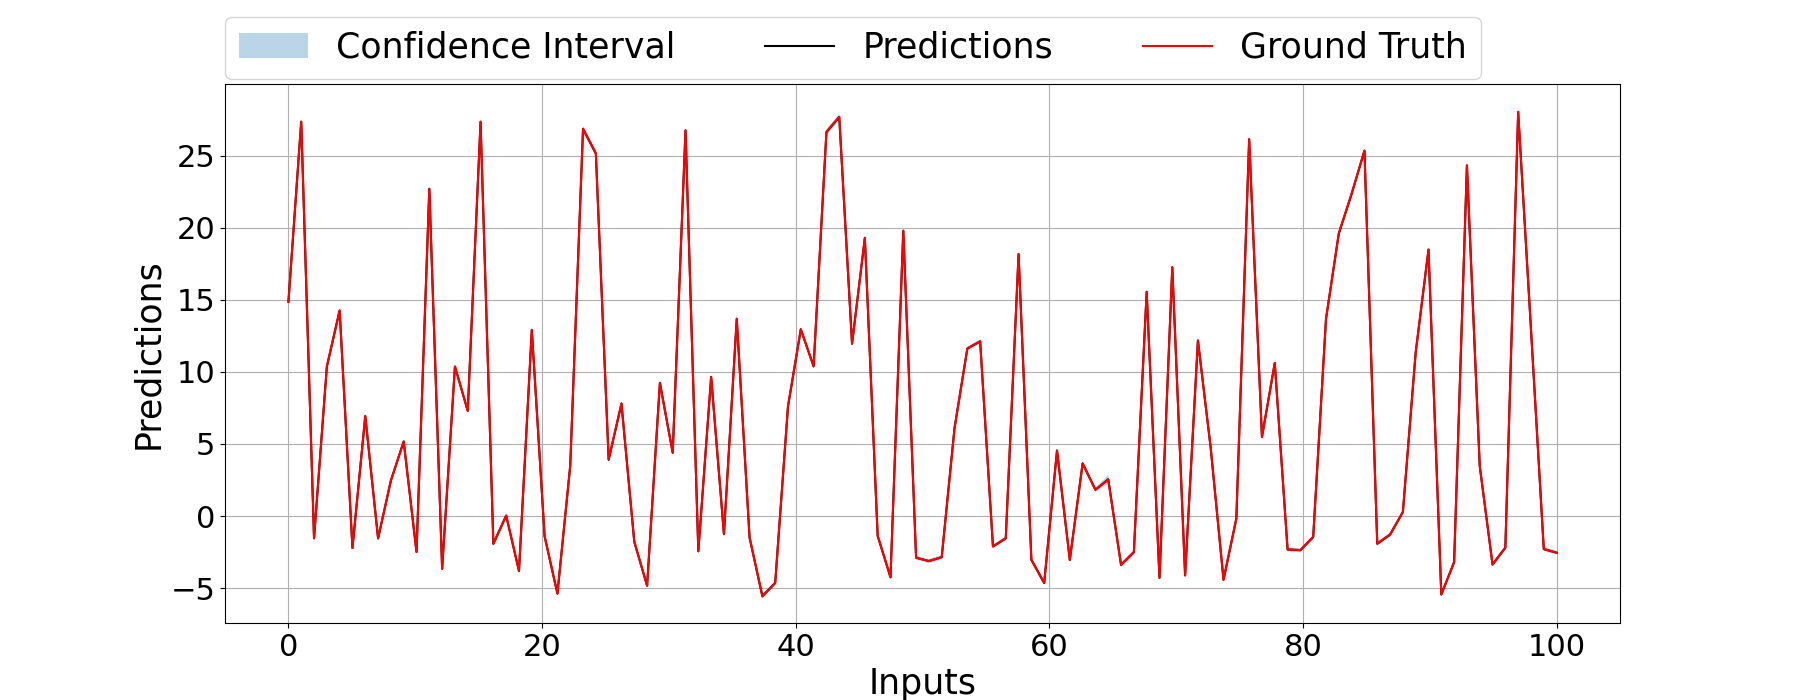 Confidence Interval Predictions Ground Truth
25
20
15
10
5
0
−5
Predictions
0 20 40 60 80 100
Inputs